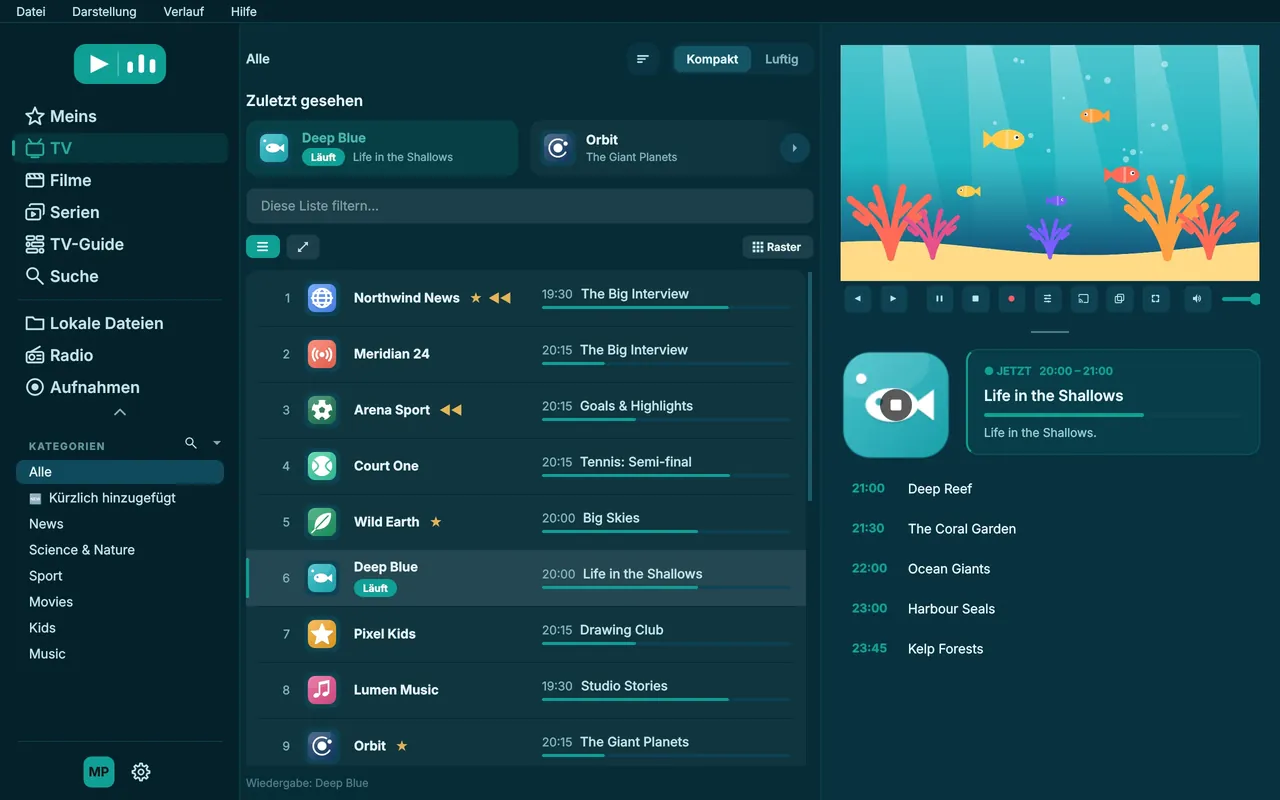 Datei Darstellung Verlauf Hilfe
Meins
TV
Filme
Serien
TV-Guide
Suche
Lokale Dateien
Radio
Aufnahmen
KATEGORIEN
Alle
Kürzlich hinzugefügt
News
Science & Nature
Sport
Movies
Kids
Music
MP
Alle
Kompakt Luftig
Zuletzt gesehen
Deep Blue
Läuft Life in the Shallows
Orbit
The Giant Planets
Diese Liste filtern...
Raster
1 Northwind News 19:30 The Big Interview
2 Meridian 24 20:15 The Big Interview
3 Arena Sport 20:15 Goals & Highlights
4 Court One 20:15 Tennis: Semi-final
5 Wild Earth 20:00 Big Skies
6 Deep Blue Läuft 20:00 Life in the Shallows
7 Pixel Kids 20:15 Drawing Club
8 Lumen Music 19:30 Studio Stories
9 Orbit 20:15 The Giant Planets
Wiedergabe: Deep Blue
JETZT 20:00 – 21:00
Life in the Shallows
Life in the Shallows.
21:00 Deep Reef
21:30 The Coral Garden
22:00 Ocean Giants
23:00 Harbour Seals
23:45 Kelp Forests